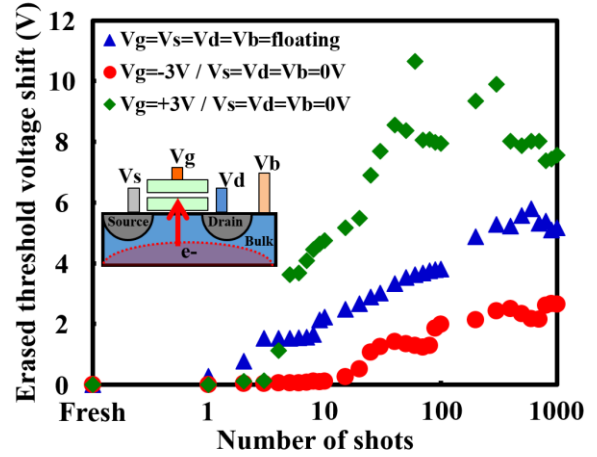 Erased threshold voltage shift (V)
12
10
8
6
4
2
0
Vg=Vs=Vd=Vb=floating
Vg=-3V / Vs=Vd=Vb=0V
Vg=+3V / Vs=Vd=Vb=0V
Vg
Vb
Vs
Vd
Source
Drain
Bulk
e-
Fresh
1
10
100
1000
Number of shots